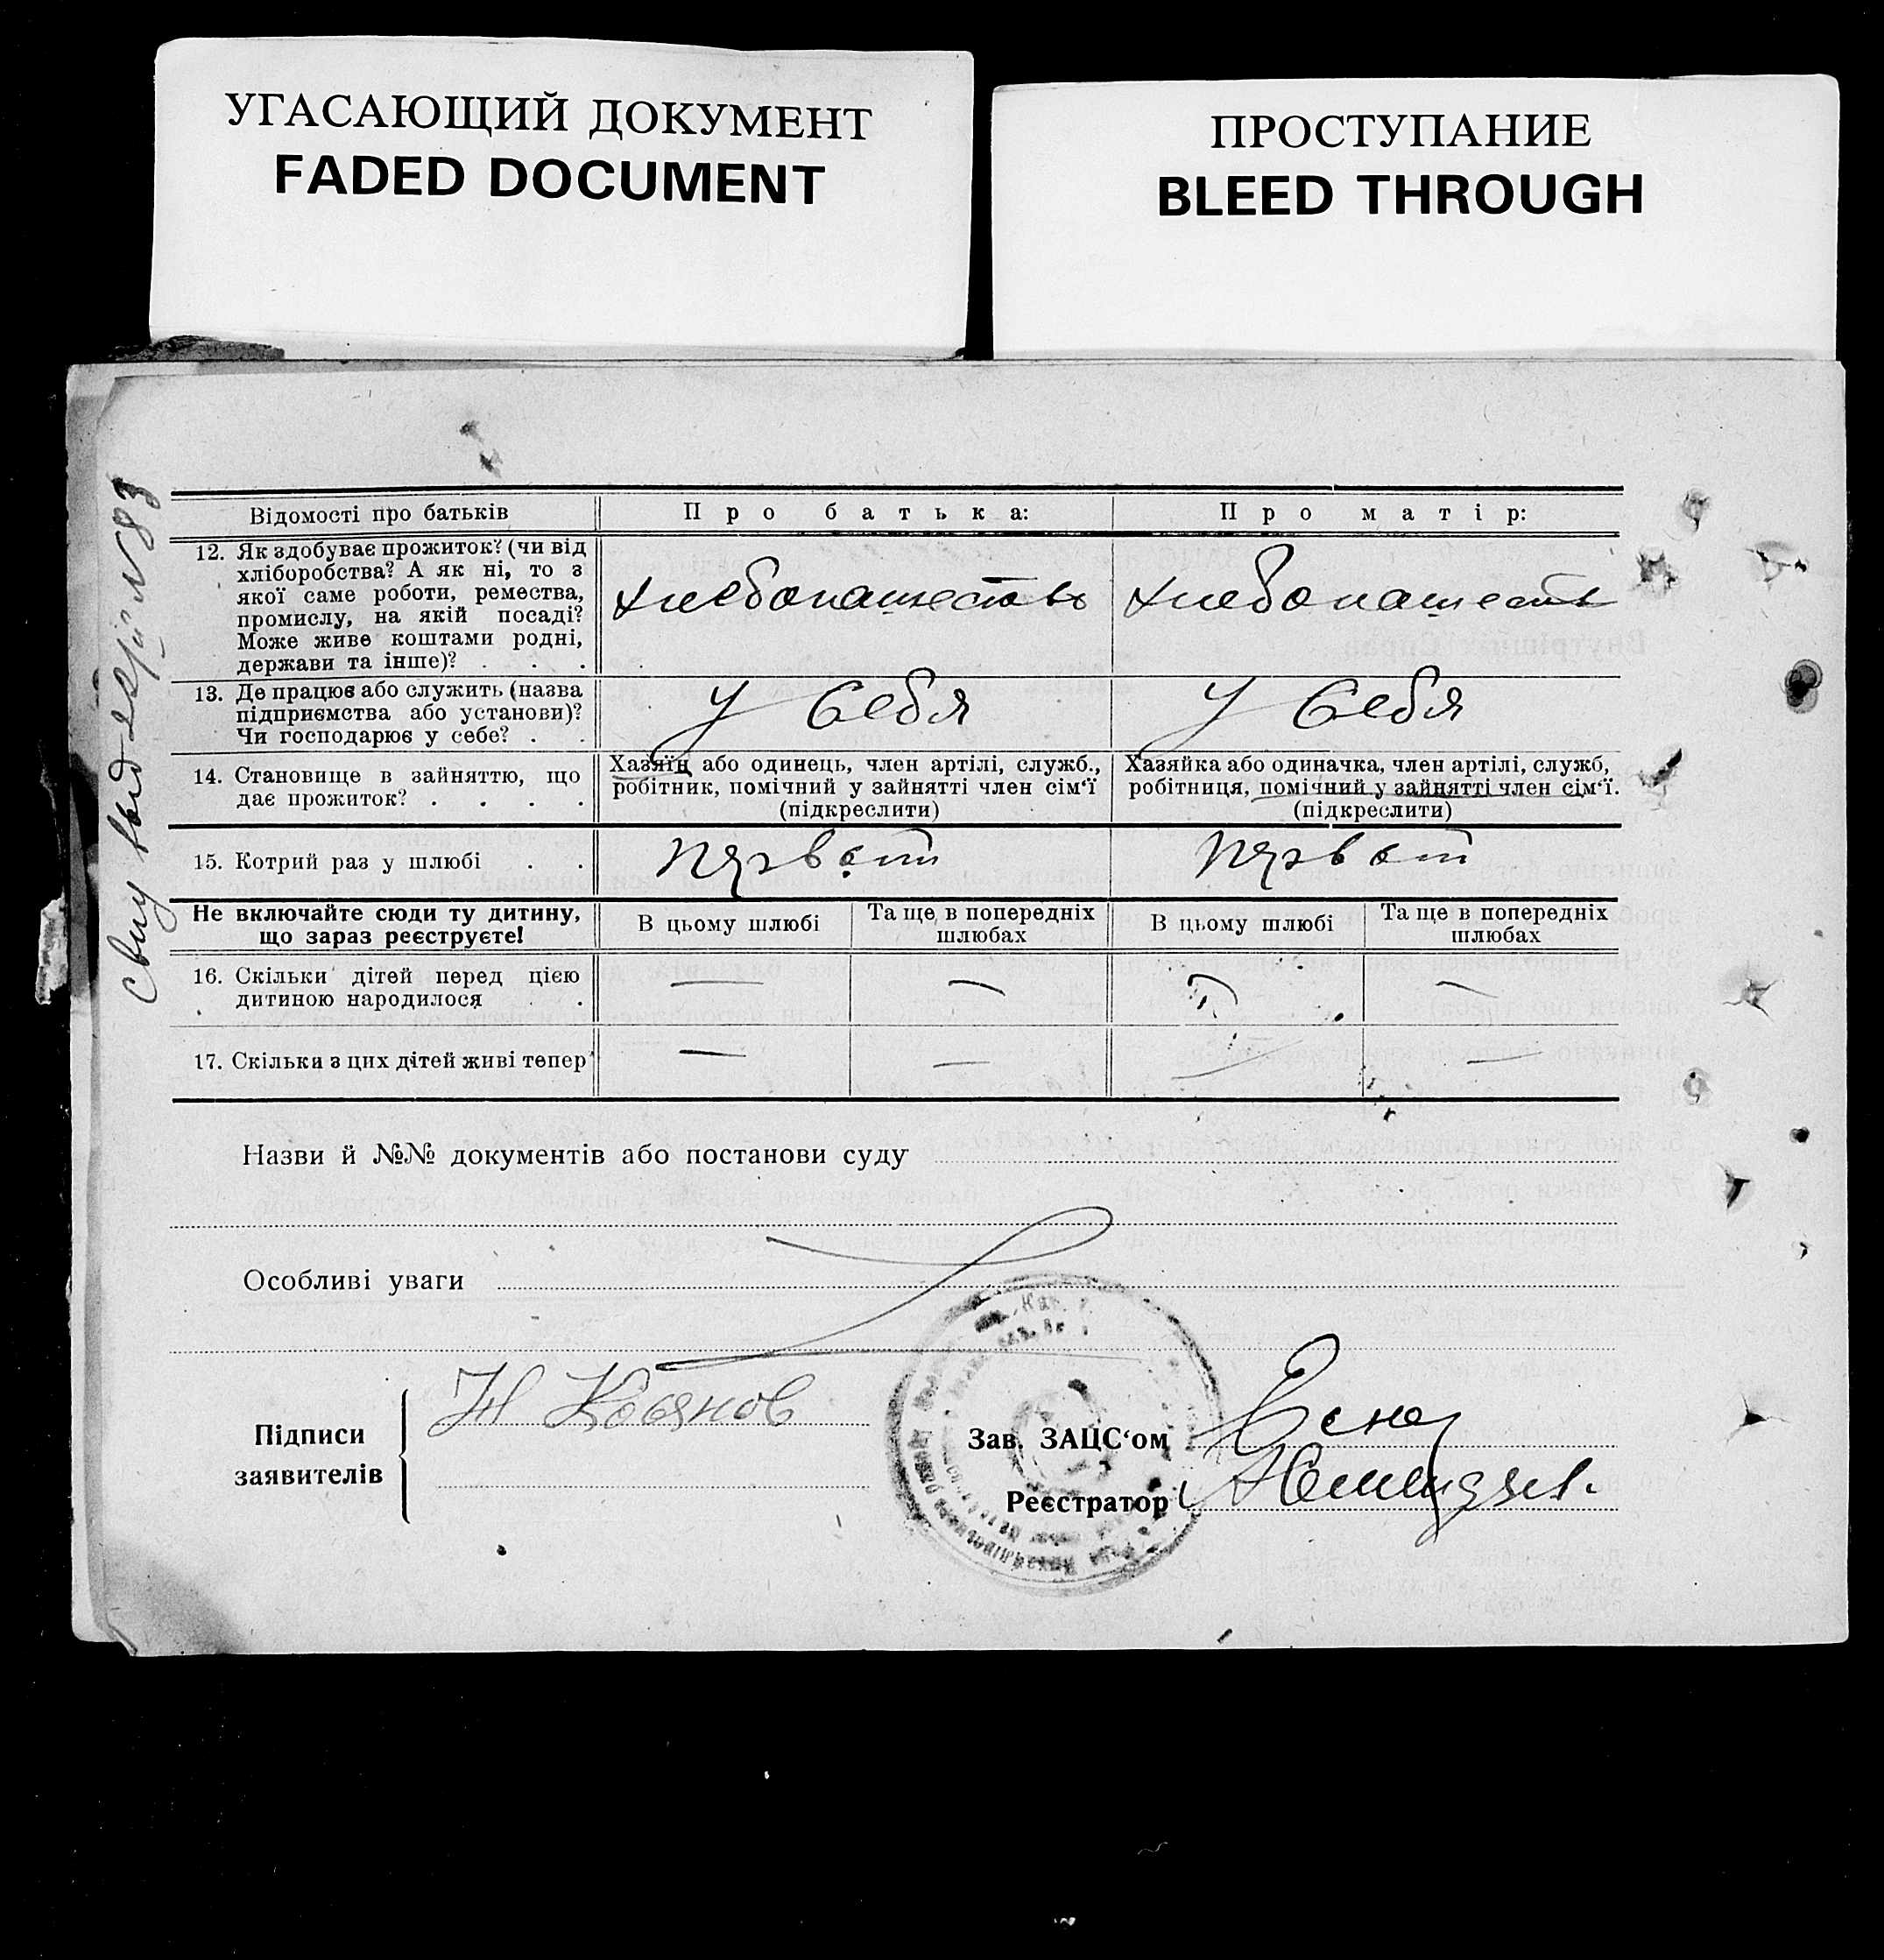 УГАСАЮЩИЙ ДОКУМЕНТ
FADED DOCUMENT
ПРОСТУПАНИЕ
BLEED THROUGH
Відомості про батьків
Про батька:
Про матір:
12. Як здобуває прожиток? (чи від
хліборобства? А як ні, то з
якої саме роботи, ремества,
промислу, на якій посаді?
Може живе коштами родні,
держави та інше)? . . .
хлебопашество
хлебопашеств
13. Де працює або служить (назва
підприємства або установи)?
Чи господарює у себе? . .
У себя
У себя
14. Становище в зайняттю, що
дає прожиток? . . . .
Хазяїн або одинець, член артілі, служб.,
робітник, помічний у зайнятті член сім‘ї
(підкреслити)
Хазяйка або одиначка, член артілі, служб,
робітниця, помічний у зайнятті член сім‘ї.
(підкреслити)
15. Котрий раз у шлюбі . .
Не включайте сюди ту дитину,
що зараз реєструєте!
В цьому шлюбі
Та ще в попередніх
шлюбах
В цьому шлюбі
Та ще в попередніх
шлюбах
16. Скільки дітей перед цією
дитиною народилося . .
— — —
17. Скільки з цих дітей живі тепер
— — —
Назви й №№ документів або постанови суду
Особливі уваги
Підписи
заявителів
Зав. ЗАЦС‘ом
Реєстратор
№ 83